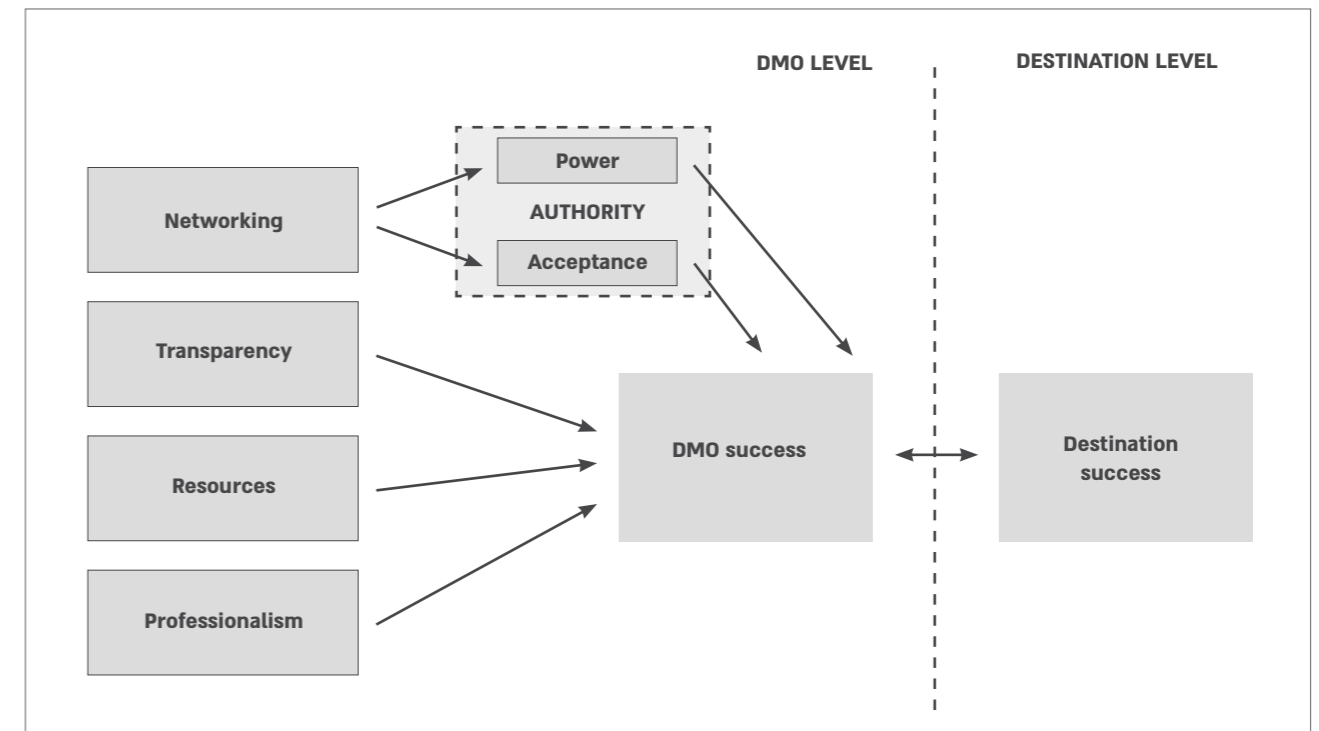 DMO LEVEL
DESTINATION LEVEL
Power
AUTHORITY
Acceptance
Networking
Transparency
Resources
Professionalism
DMO success
Destination
success